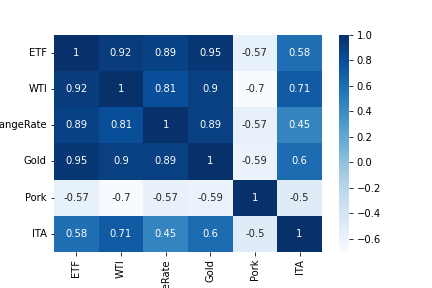 ETF 1 0.92 0.89 0.95 -0.57 0.58
WTI 0.92 1 0.81 0.9 -0.7 0.71
angeRate 0.89 0.81 1 0.89 -0.57 0.45
Gold 0.95 0.9 0.89 1 -0.59 0.6
Pork -0.57 -0.7 -0.57 -0.59 1 -0.5
ITA 0.58 0.71 0.45 0.6 -0.5 1
ETF WTI eRate Gold Pork ITA
1.0
0.8
0.6
0.4
0.2
0.0
−0.2
−0.4
−0.6